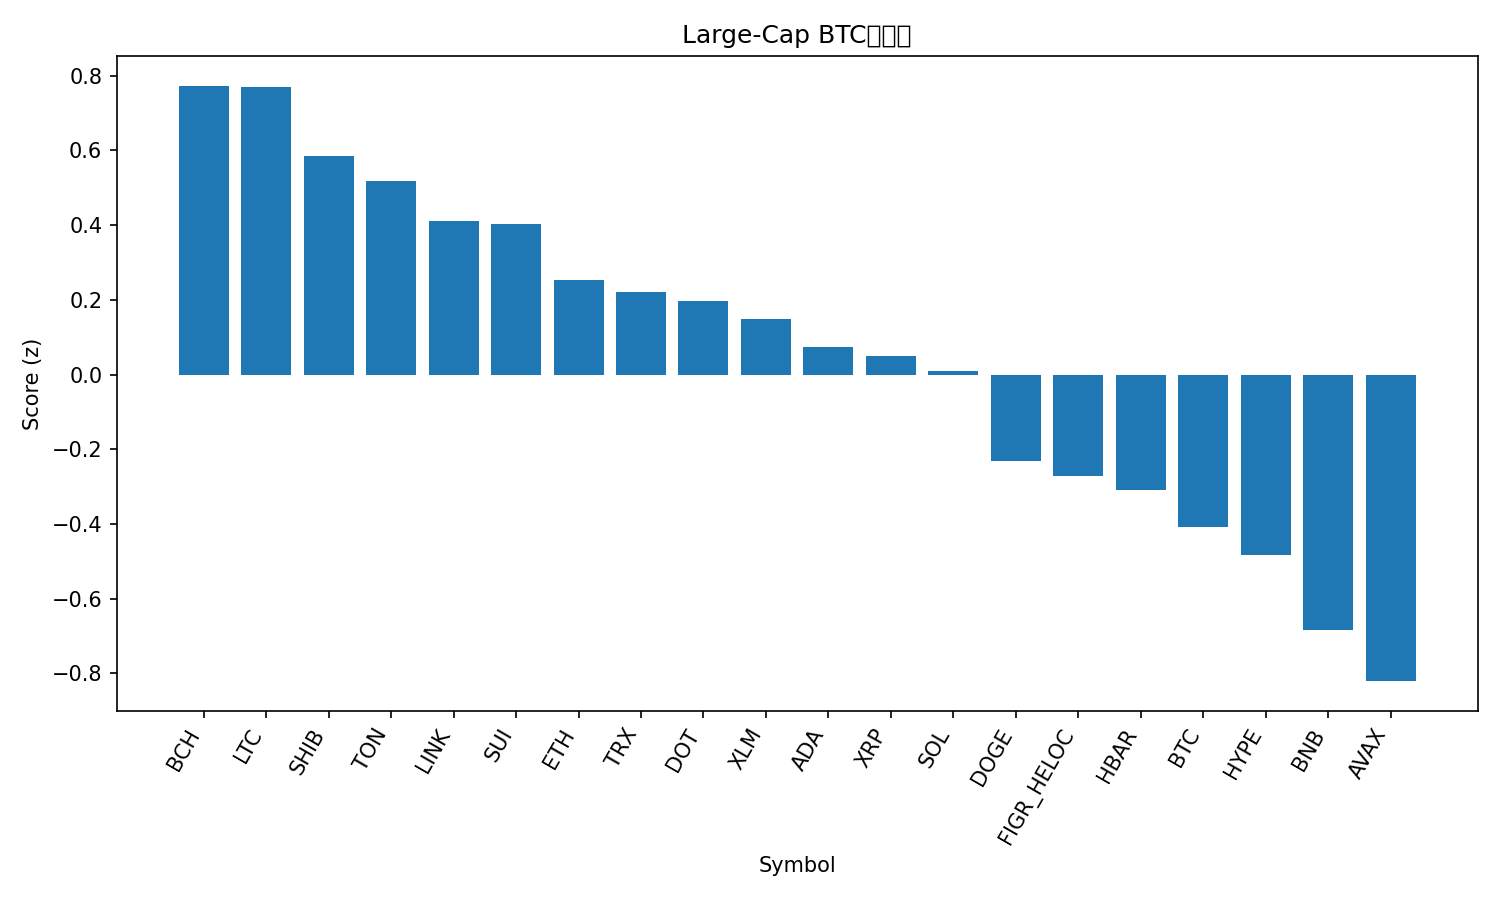 Large-Cap BTC
0.8
0.6
0.4
0.2
0.0
−0.2
−0.4
−0.6
−0.8
Score (z)
BCH
LTC
SHIB
TON
LINK
SUI
ETH
TRX
DOT
XLM
ADA
XRP
SOL
DOGE
FIGR_HELOC
HBAR
BTC
HYPE
BNB
AVAX
Symbol